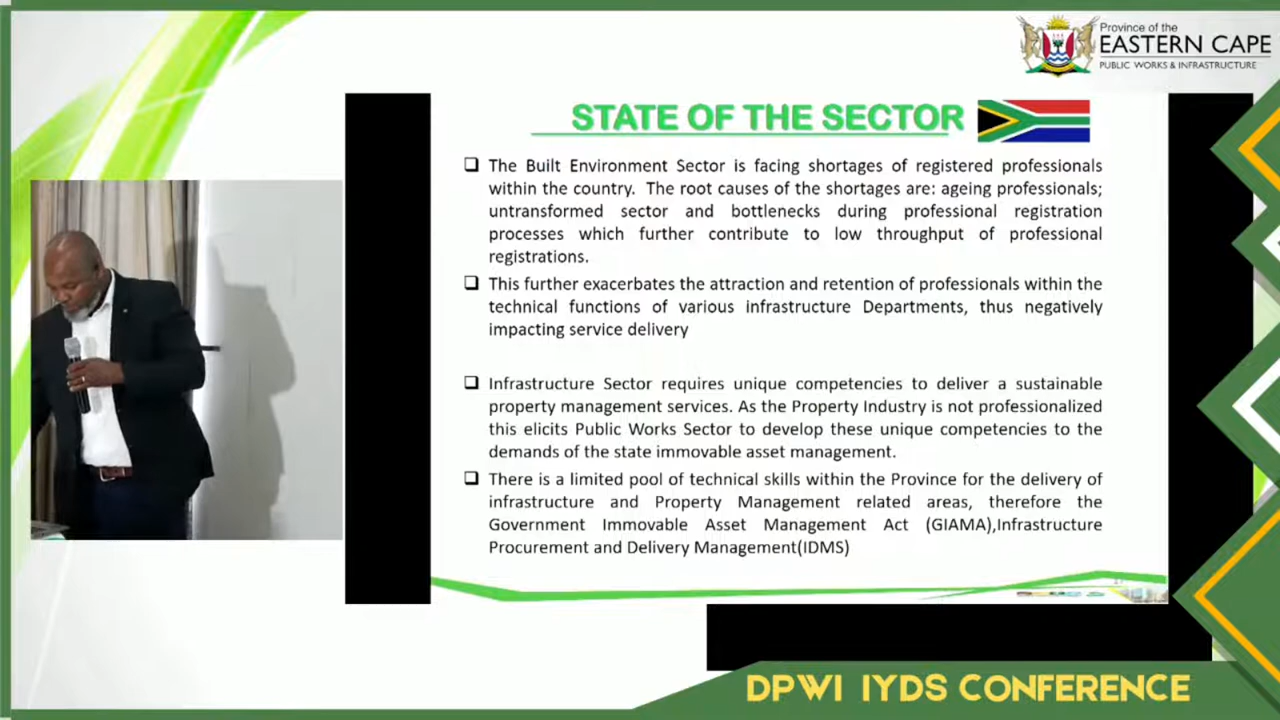 Province of the
EASTERN CAPE
PUBLIC WORKS & INFRASTRUCTURE
STATE OF THE SECTOR
❑ The Built Environment Sector is facing shortages of registered professionals
within the country. The root causes of the shortages are: ageing professionals;
untransformed sector and bottlenecks during professional registration
processes which further contribute to low throughput of professional
registrations.
❑ This further exacerbates the attraction and retention of professionals within the
technical functions of various infrastructure Departments, thus negatively
impacting service delivery
❑ Infrastructure Sector requires unique competencies to deliver a sustainable
property management services. As the Property Industry is not professionalized
this elicits Public Works Sector to develop these unique competencies to the
demands of the state immovable asset management.
❑ There is a limited pool of technical skills within the Province for the delivery of
infrastructure and Property Management related areas, therefore the
Government Immovable Asset Management Act (GIAMA),Infrastructure
Procurement and Delivery Management(IDMS)
DPWI IYDS CONFERENCE